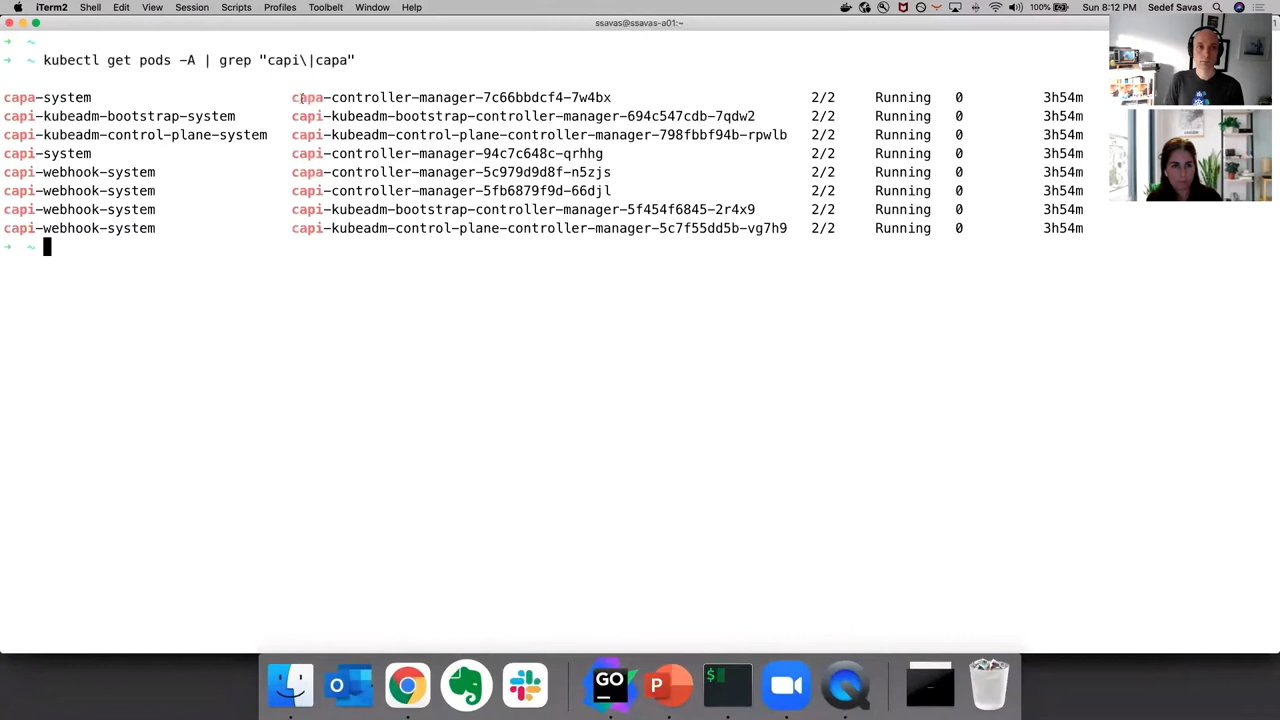 iTerm2 Shell Edit View Session Scripts Profiles Toolbelt Window Help 100% Sun 8:12 PM Sedef Savas
ssavas@ssavas-a01:~
➜ ~
➜ ~ kubectl get pods -A | grep "capi\|capa"
capa-system capa-controller-manager-7c66bbdcf4-7w4bx 2/2 Running 0 3h54m
capi-kubeadm-bootstrap-system capi-kubeadm-bootstrap-controller-manager-694c547cdb-7qdw2 2/2 Running 0 3h54m
capi-kubeadm-control-plane-system capi-kubeadm-control-plane-controller-manager-798fbbf94b-rpwlb 2/2 Running 0 3h54m
capi-system capi-controller-manager-94c7c648c-qrhhg 2/2 Running 0 3h54m
capi-webhook-system capa-controller-manager-5c979d9d8f-n5zjs 2/2 Running 0 3h54m
capi-webhook-system capi-controller-manager-5fb6879f9d-66djl 2/2 Running 0 3h54m
capi-webhook-system capi-kubeadm-bootstrap-controller-manager-5f454f6845-2r4x9 2/2 Running 0 3h54m
capi-webhook-system capi-kubeadm-control-plane-controller-manager-5c7f55dd5b-vg7h9 2/2 Running 0 3h54m
➜ ~
GO P $